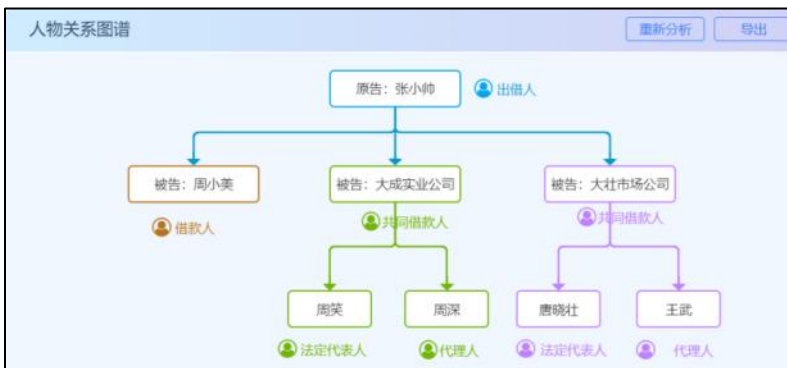 人物关系图谱
重新分析
导出
原告：张小帅
出借人
被告：周小美
被告：大成实业公司
被告：大壮市场公司
借款人
共同借款人
共同借款人
周笑
周深
唐晓壮
王武
法定代表人
代理人
法定代表人
代理人